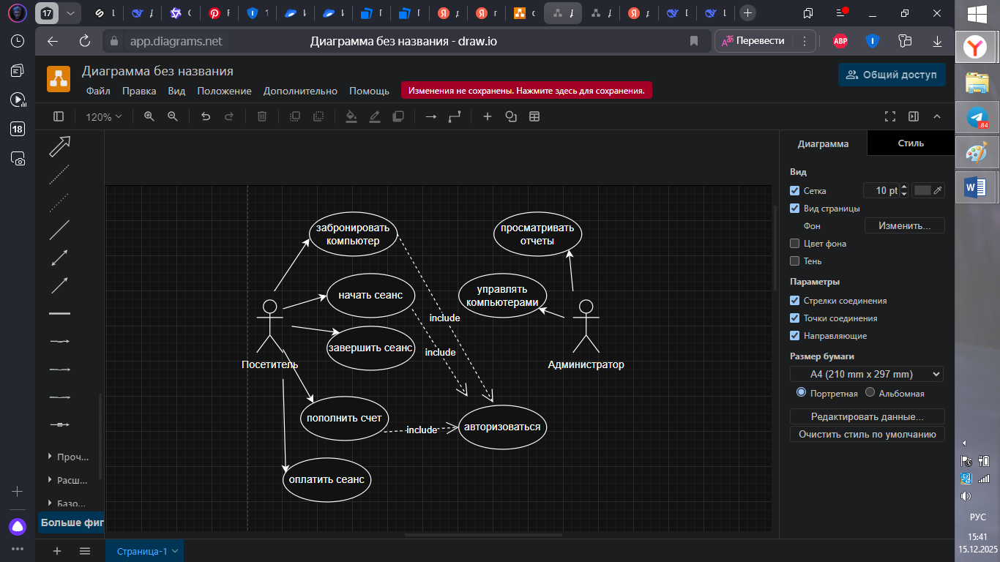 17
app.diagrams.net
Диаграмма без названия - draw.io
Перевести
ABP
Диаграмма без названия
Файл
Правка
Вид
Положение
Дополнительно
Помощь
Изменения не сохранены. Нажмите здесь для сохранения.
Общий доступ
120%
18
Диаграмма
Стиль
Вид
Сетка
10 pt
Вид страницы
Фон
Изменить...
Цвет фона
Тень
Параметры
Стрелки соединения
Точки соединения
Направляющие
Размер бумаги
A4 (210 mm x 297 mm)
Портретная
Альбомная
Редактировать данные...
Очистить стиль по умолчанию
забронировать
компьютер
просматривать
отчеты
начать сеанс
управлять
компьютерами
include
завершить сеанс
include
Посетитель
Администратор
пополнить счет
include
авторизоваться
оплатить сеанс
Проч...
Расш...
Базо...
Больше фиг
Страница-1
84
РУС
15:41
15.12.2025